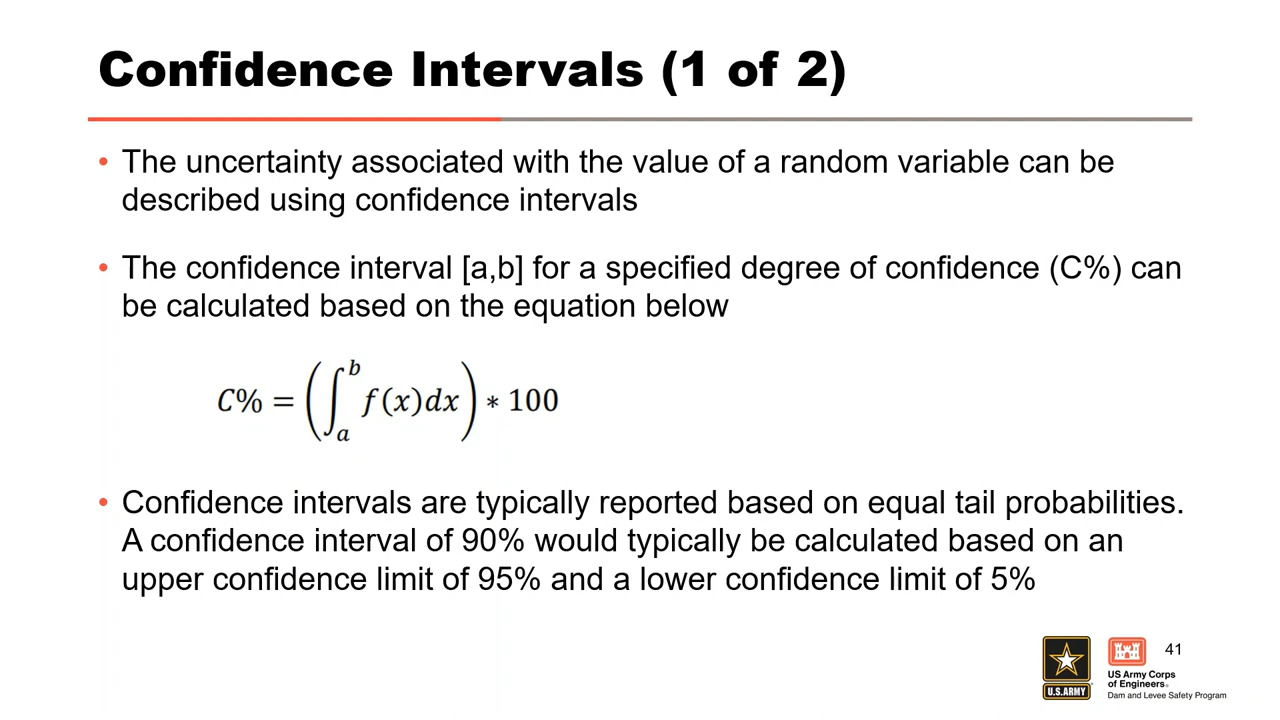 Confidence Intervals (1 of 2)
• The uncertainty associated with the value of a random variable can be
described using confidence intervals
• The confidence interval [a,b] for a specified degree of confidence (C%) can
be calculated based on the equation below
C% = (∫_a^b f(x)dx) * 100
• Confidence intervals are typically reported based on equal tail probabilities.
A confidence interval of 90% would typically be calculated based on an
upper confidence limit of 95% and a lower confidence limit of 5%
41
U.S.ARMY
US Army Corps
of Engineers®
Dam and Levee Safety Program